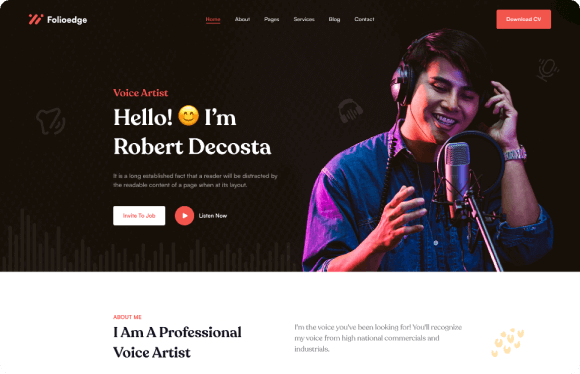 Folioedge
Home About Pages Services Blog Contact
Download CV
Voice Artist
Hello! 😊 I'm
Robert Decosta
It is a long established fact that a reader will be distracted by
the readable content of a page when at its layout.
Invite To Job
Listen Now
ABOUT ME
I Am A Professional
Voice Artist
I'm the voice you've been looking for! You'll recognize
my voice from high national commercials and
industrials.